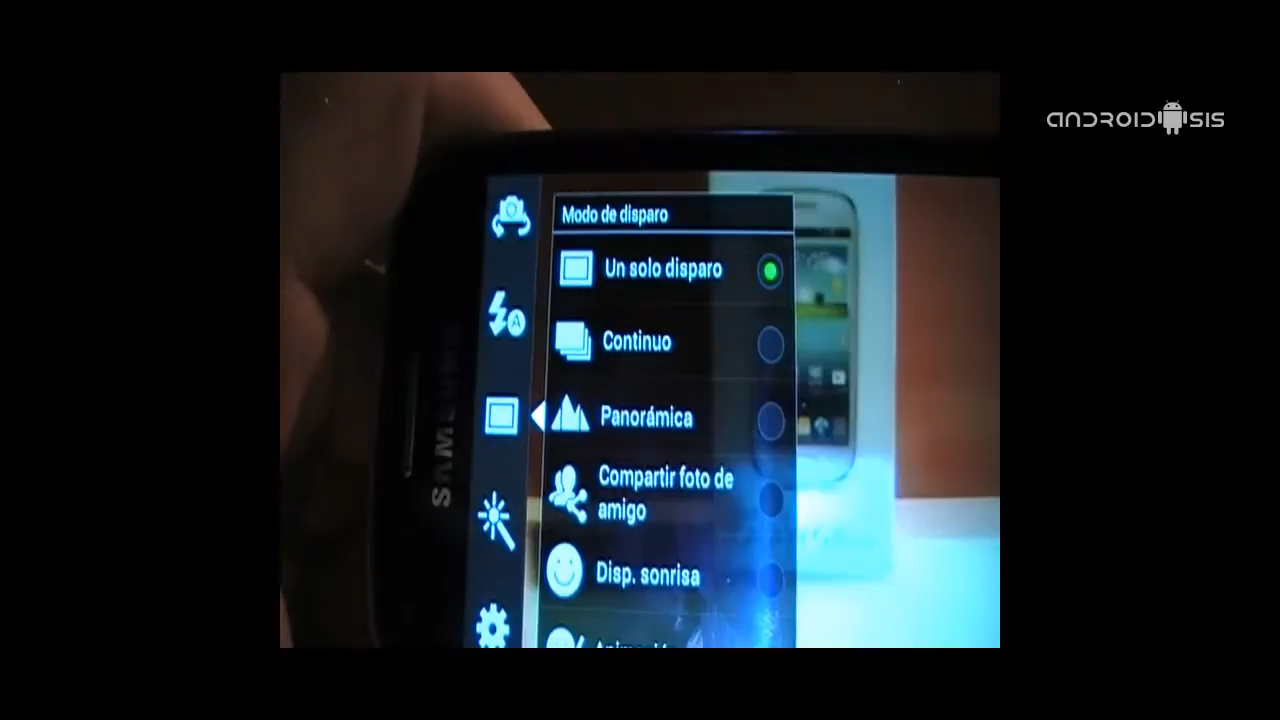 ANDROIDSIS
Modo de disparo
Un solo disparo
Continuo
Panorámica
Compartir foto de
amigo
Disp. sonrisa
SAMSUNG
A